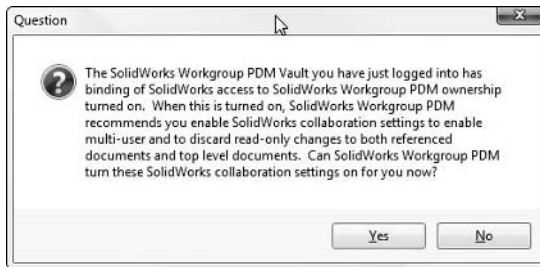 Question
The SolidWorks Workgroup PDM Vault you have just logged into has
binding of SolidWorks access to SolidWorks Workgroup PDM ownership
turned on. When this is turned on, SolidWorks Workgroup PDM
recommends you enable SolidWorks collaboration settings to enable
multi-user and to discard read-only changes to both referenced
documents and top level documents. Can SolidWorks Workgroup PDM
turn these SolidWorks collaboration settings on for you now?
Yes No